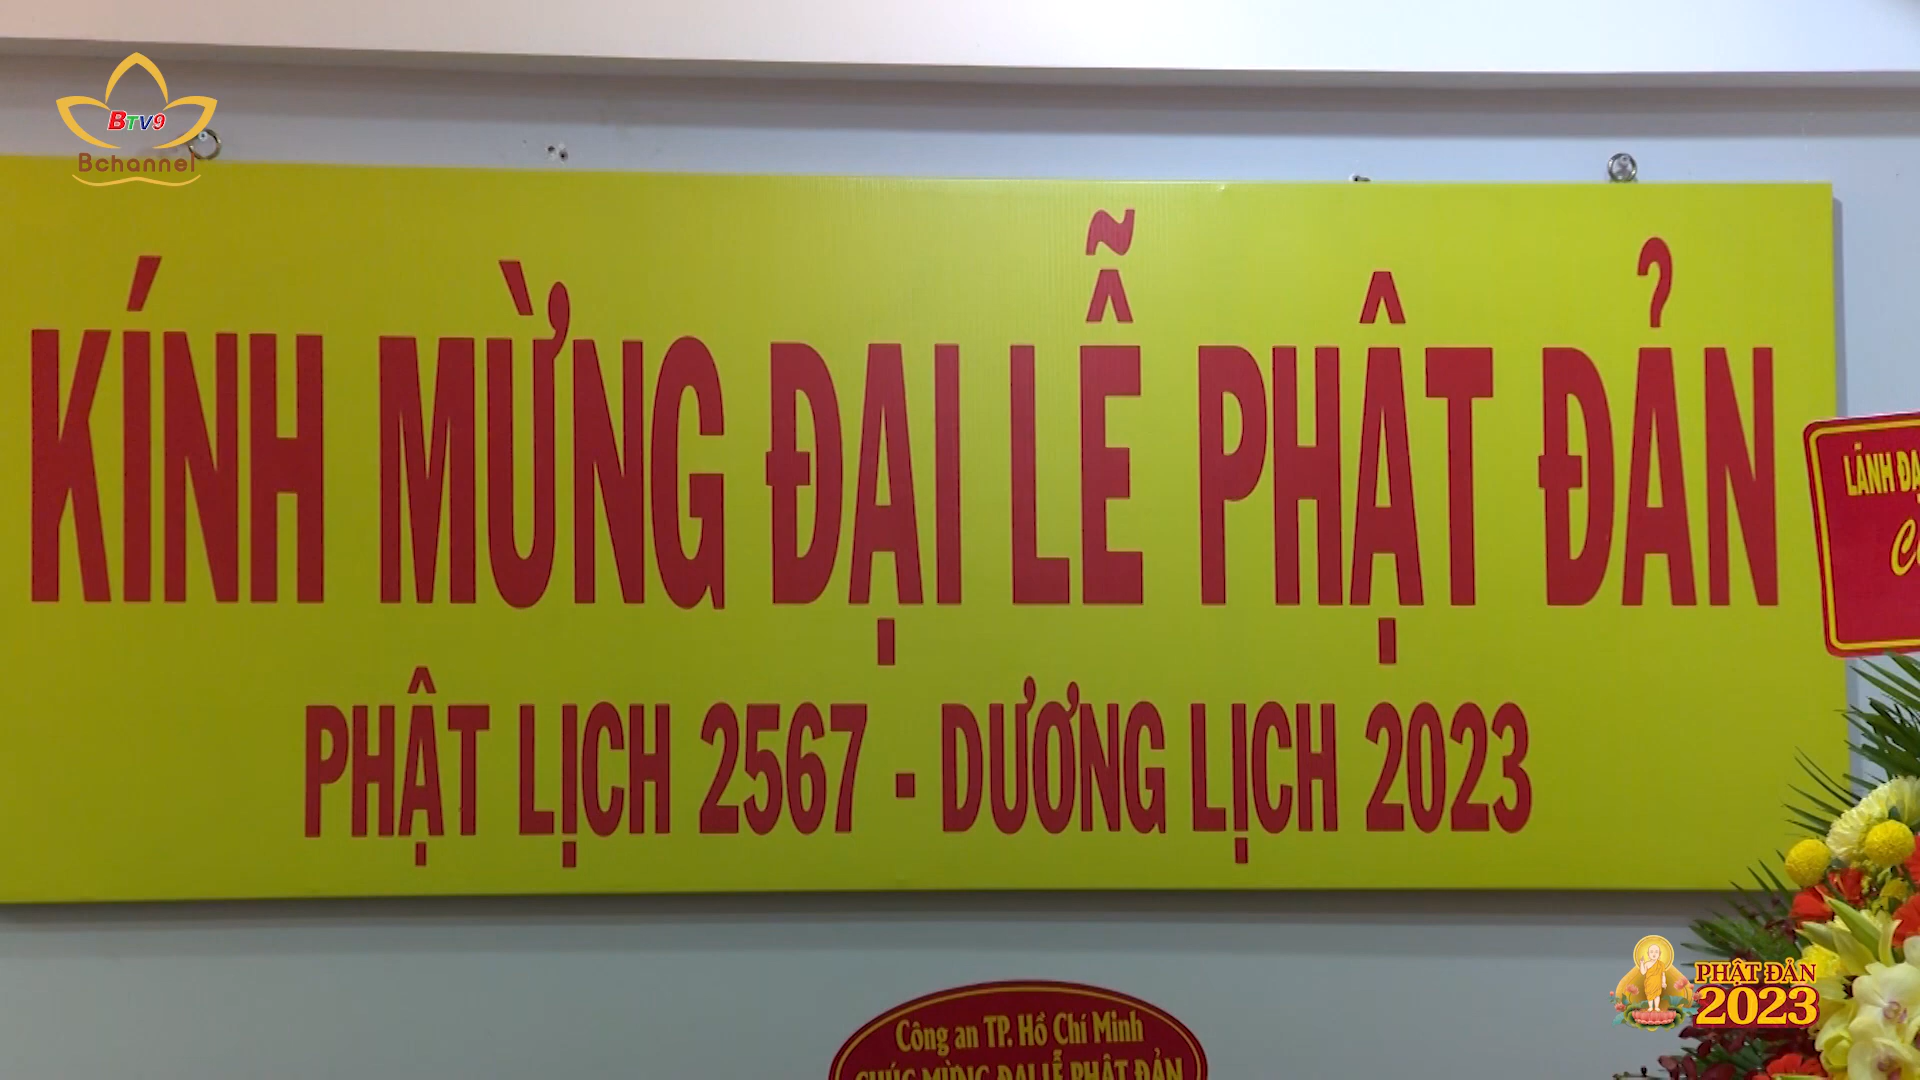 BTV9
Bchannel
KÍNH MỪNG ĐẠI LỄ PHẬT ĐẢN
PHẬT LỊCH 2567 - DƯƠNG LỊCH 2023
LÃNH
PHẬT ĐẢN
2023
Công an TP. Hồ Chí Minh
CHÚC MỪNG ĐẠI LỄ PHẬT ĐẢN